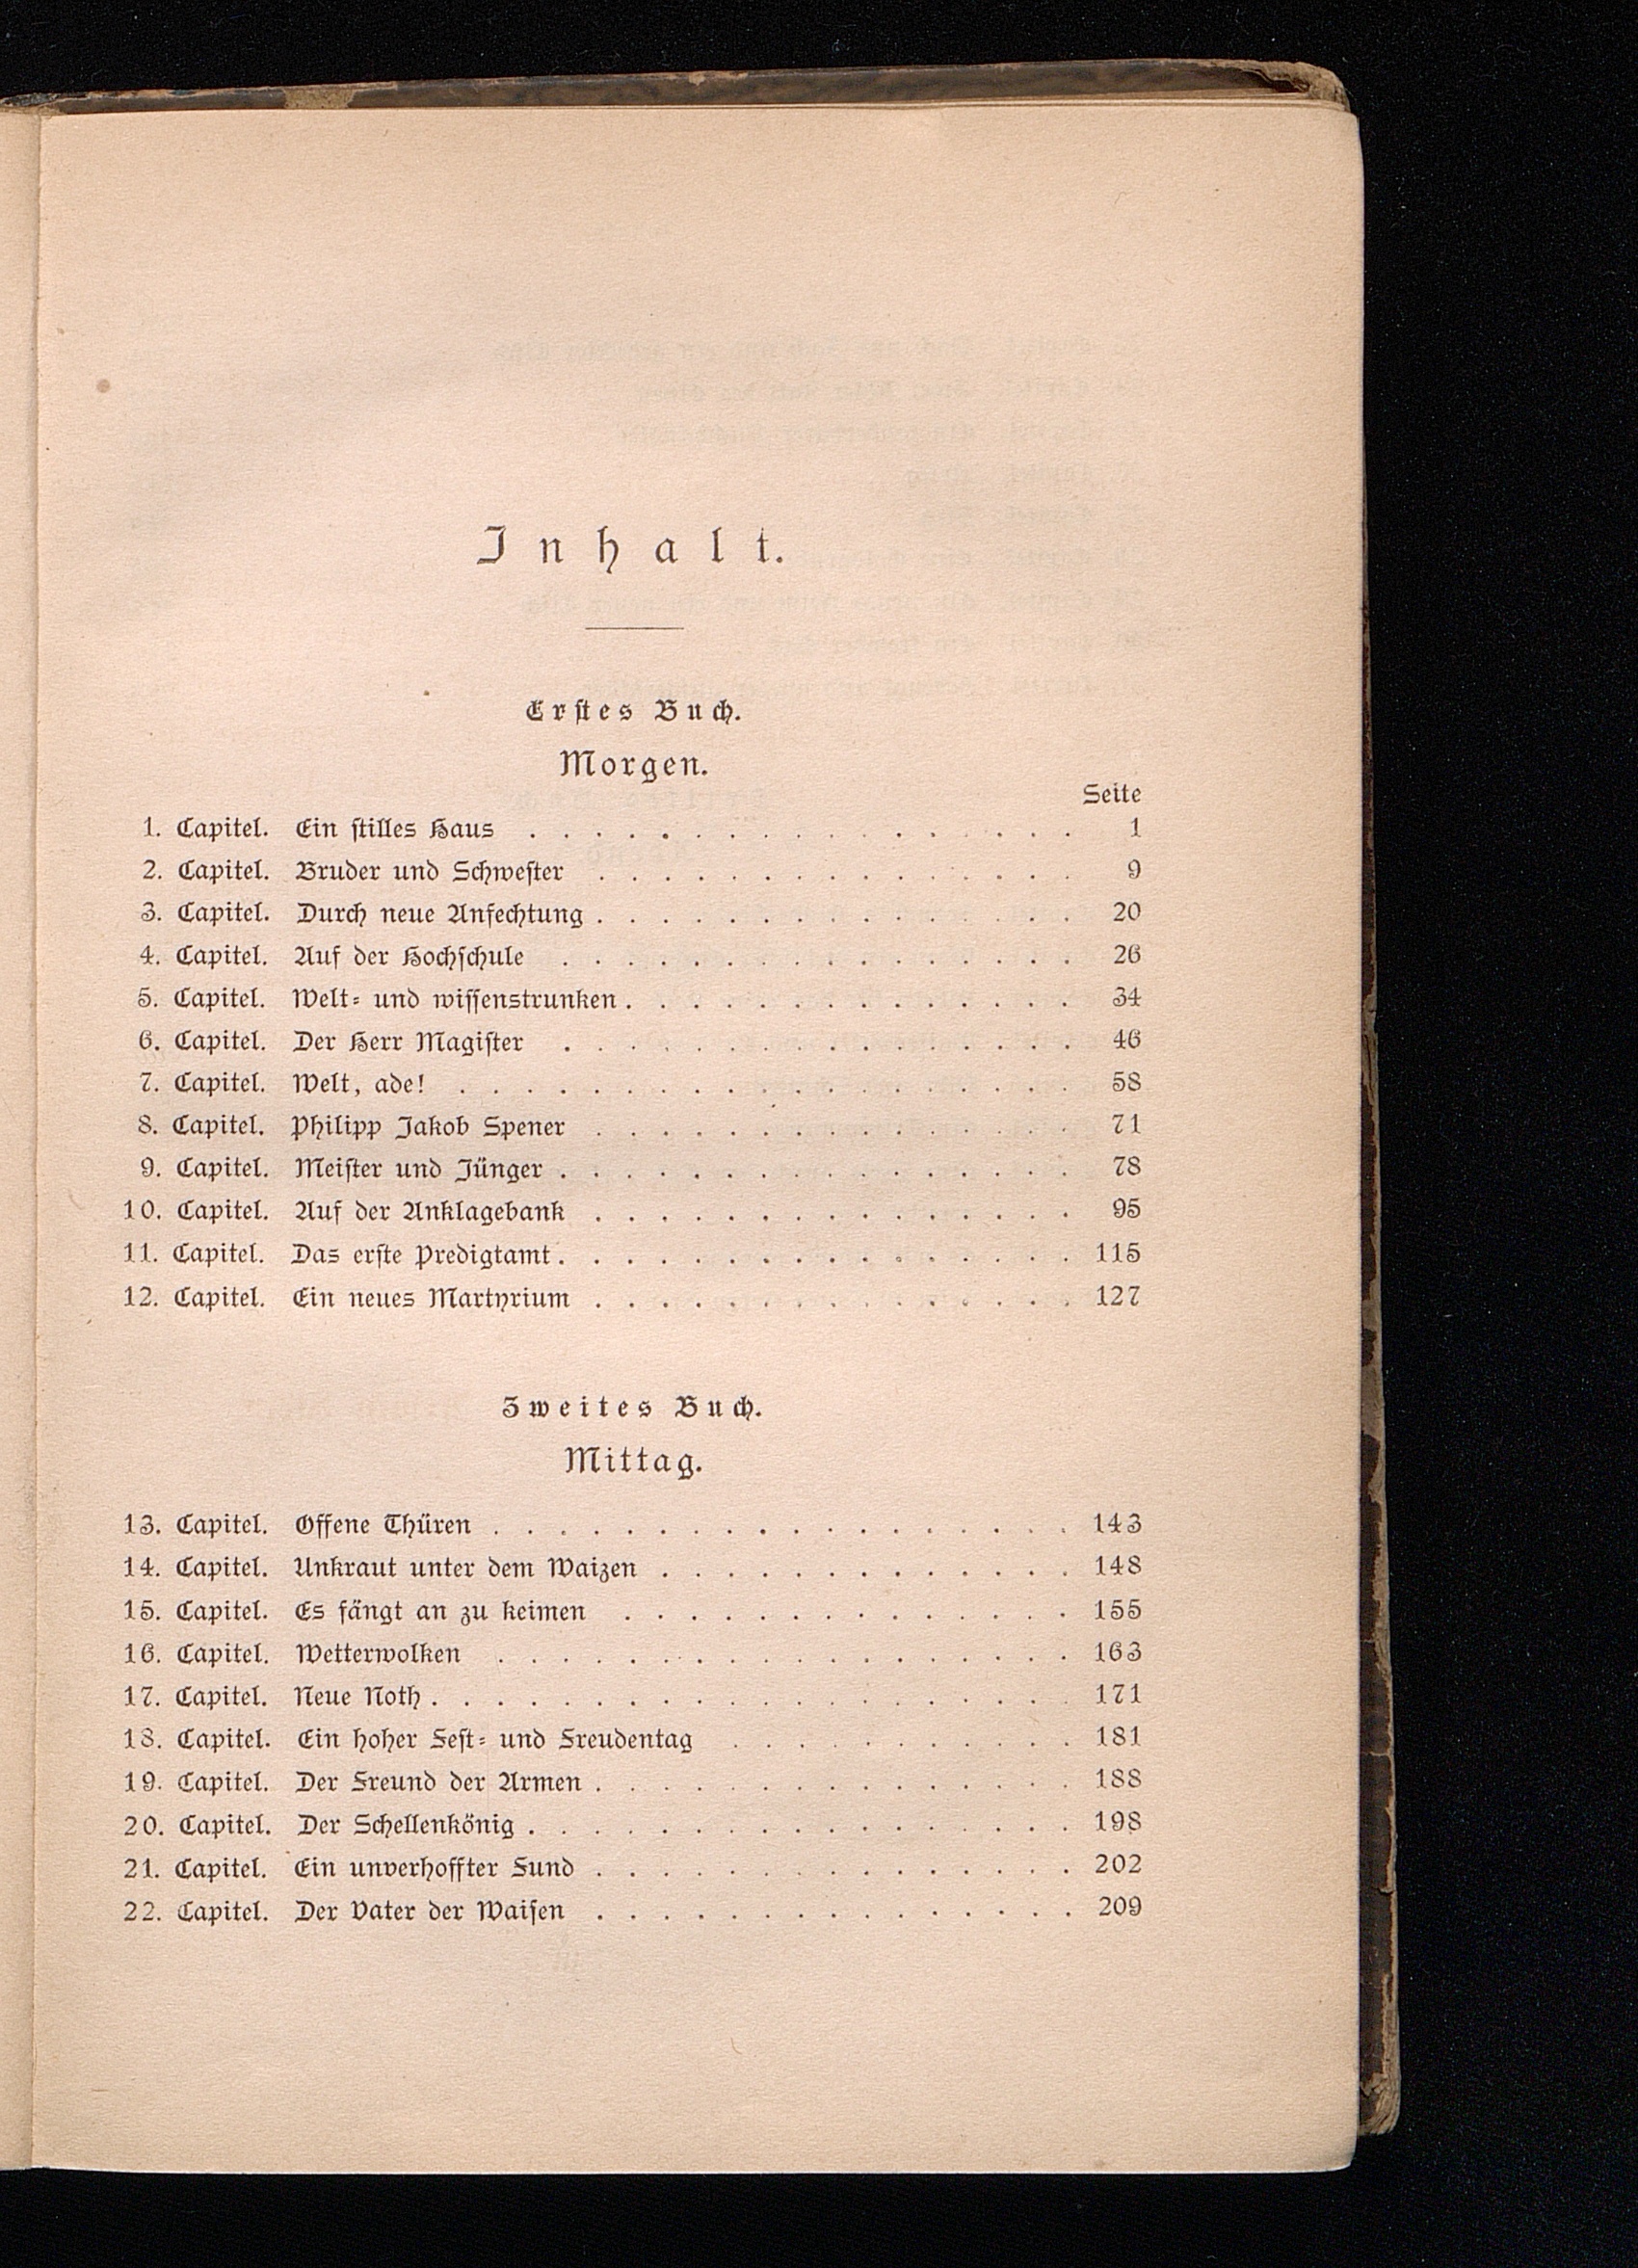 Inhalt.
Erstes Buch.
Morgen.
Seite
1. Capitel. Ein stilles Haus . . . . . . . . . . . . . . . . . 1
2. Capitel. Bruder und Schwester . . . . . . . . . . . . . . . 9
3. Capitel. Durch neue Anfechtung . . . . . . . . . . . . . . . 20
4. Capitel. Auf der Hochschule . . . . . . . . . . . . . . . . 26
5. Capitel. Welt- und wissenstrunken . . . . . . . . . . . . . . 34
6. Capitel. Der Herr Magister . . . . . . . . . . . . . . . . 46
7. Capitel. Welt, ade! . . . . . . . . . . . . . . . . . . . 58
8. Capitel. Philipp Jakob Spener . . . . . . . . . . . . . . . 71
9. Capitel. Meister und Jünger . . . . . . . . . . . . . . . . 78
10. Capitel. Auf der Anklagebank . . . . . . . . . . . . . . . 95
11. Capitel. Das erste Predigtamt . . . . . . . . . . . . . . . . 115
12. Capitel. Ein neues Martyrium . . . . . . . . . . . . . . . 127
Zweites Buch.
Mittag.
13. Capitel. Offene Thüren . . . . . . . . . . . . . . . . . . 143
14. Capitel. Unkraut unter dem Waizen . . . . . . . . . . . . . 148
15. Capitel. Es fängt an zu keimen . . . . . . . . . . . . . . 155
16. Capitel. Wetterwolken . . . . . . . . . . . . . . . . . . 163
17. Capitel. Neue Noth . . . . . . . . . . . . . . . . . . . . 171
18. Capitel. Ein hoher Fest- und Freudentag . . . . . . . . . . . 181
19. Capitel. Der Freund der Armen . . . . . . . . . . . . . . . 188
20. Capitel. Der Schellenkönig . . . . . . . . . . . . . . . . . 198
21. Capitel. Ein unverhoffter Fund . . . . . . . . . . . . . . . 202
22. Capitel. Der Vater der Waisen . . . . . . . . . . . . . . . 209